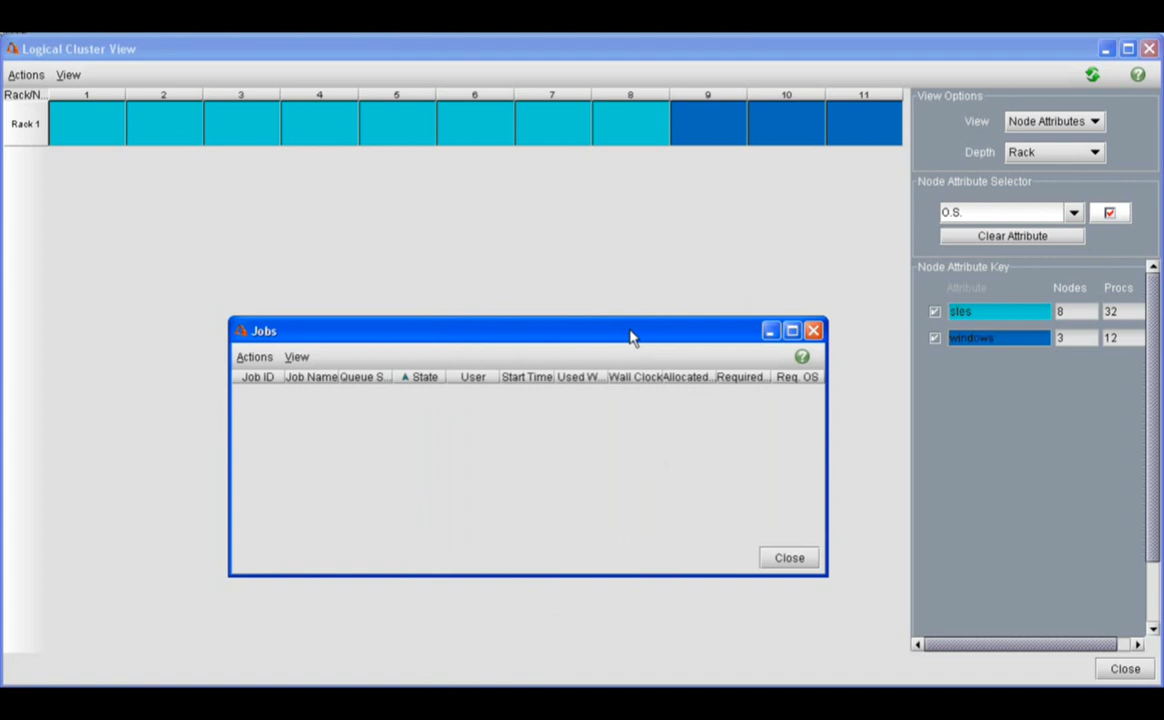 Logical Cluster View
Actions View
Rack/N... 1 2 3 4 5 6 7 8 9 10 11
Rack 1
View Options
View Node Attributes
Depth Rack
Node Attribute Selector
O.S.
Clear Attribute
Node Attribute Key
Attribute Nodes Procs
sles 8 32
windows 3 12
Jobs
Actions View
Job ID Job Name Queue S... State User Start Time Used W... Wall Clock Allocated... Required... Req. OS
Close
Close